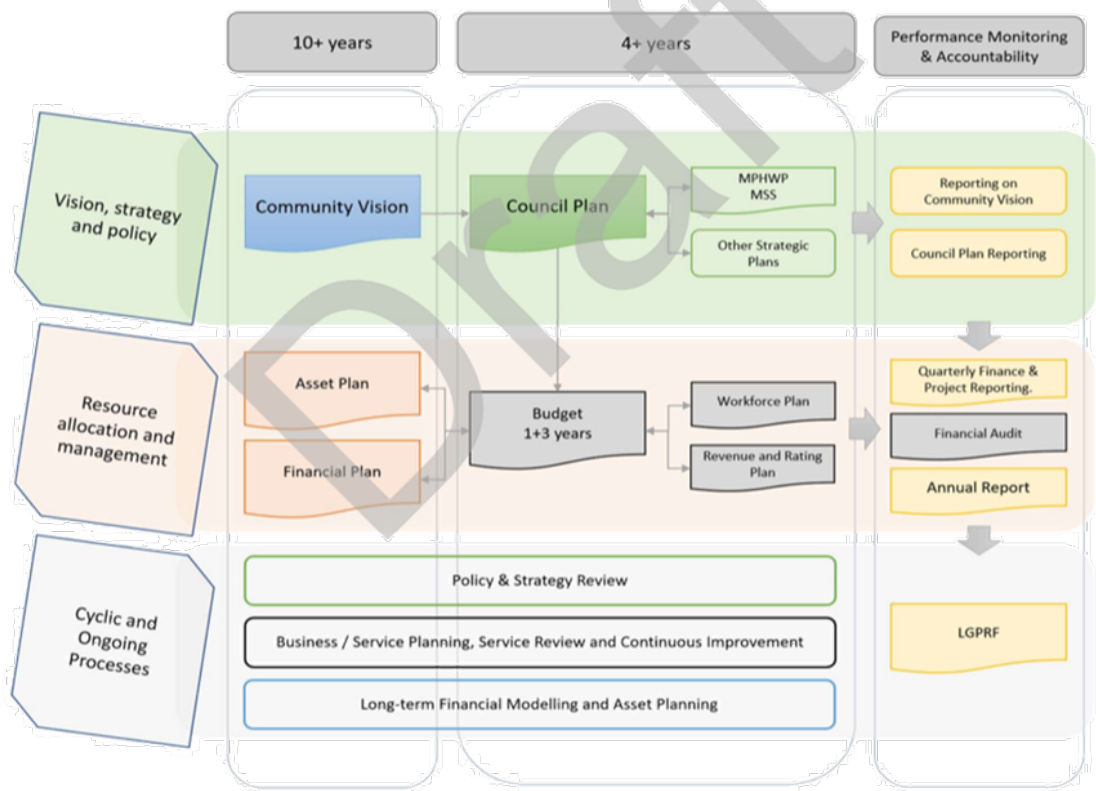 10+ years
4+ years
Performance Monitoring
& Accountability
Vision, strategy
and policy
Community Vision
Council Plan
MPHWP
MSS
Other Strategic
Plans
Reporting on
Community Vision
Council Plan Reporting
Resource
allocation and
management
Asset Plan
Financial Plan
Budget
1+3 years
Workforce Plan
Revenue and Rating
Plan
Quarterly Finance &
Project Reporting.
Financial Audit
Annual Report
Cyclic and
Ongoing
Processes
Policy & Strategy Review
Business / Service Planning, Service Review and Continuous Improvement
Long-term Financial Modelling and Asset Planning
LGPRF
Draft